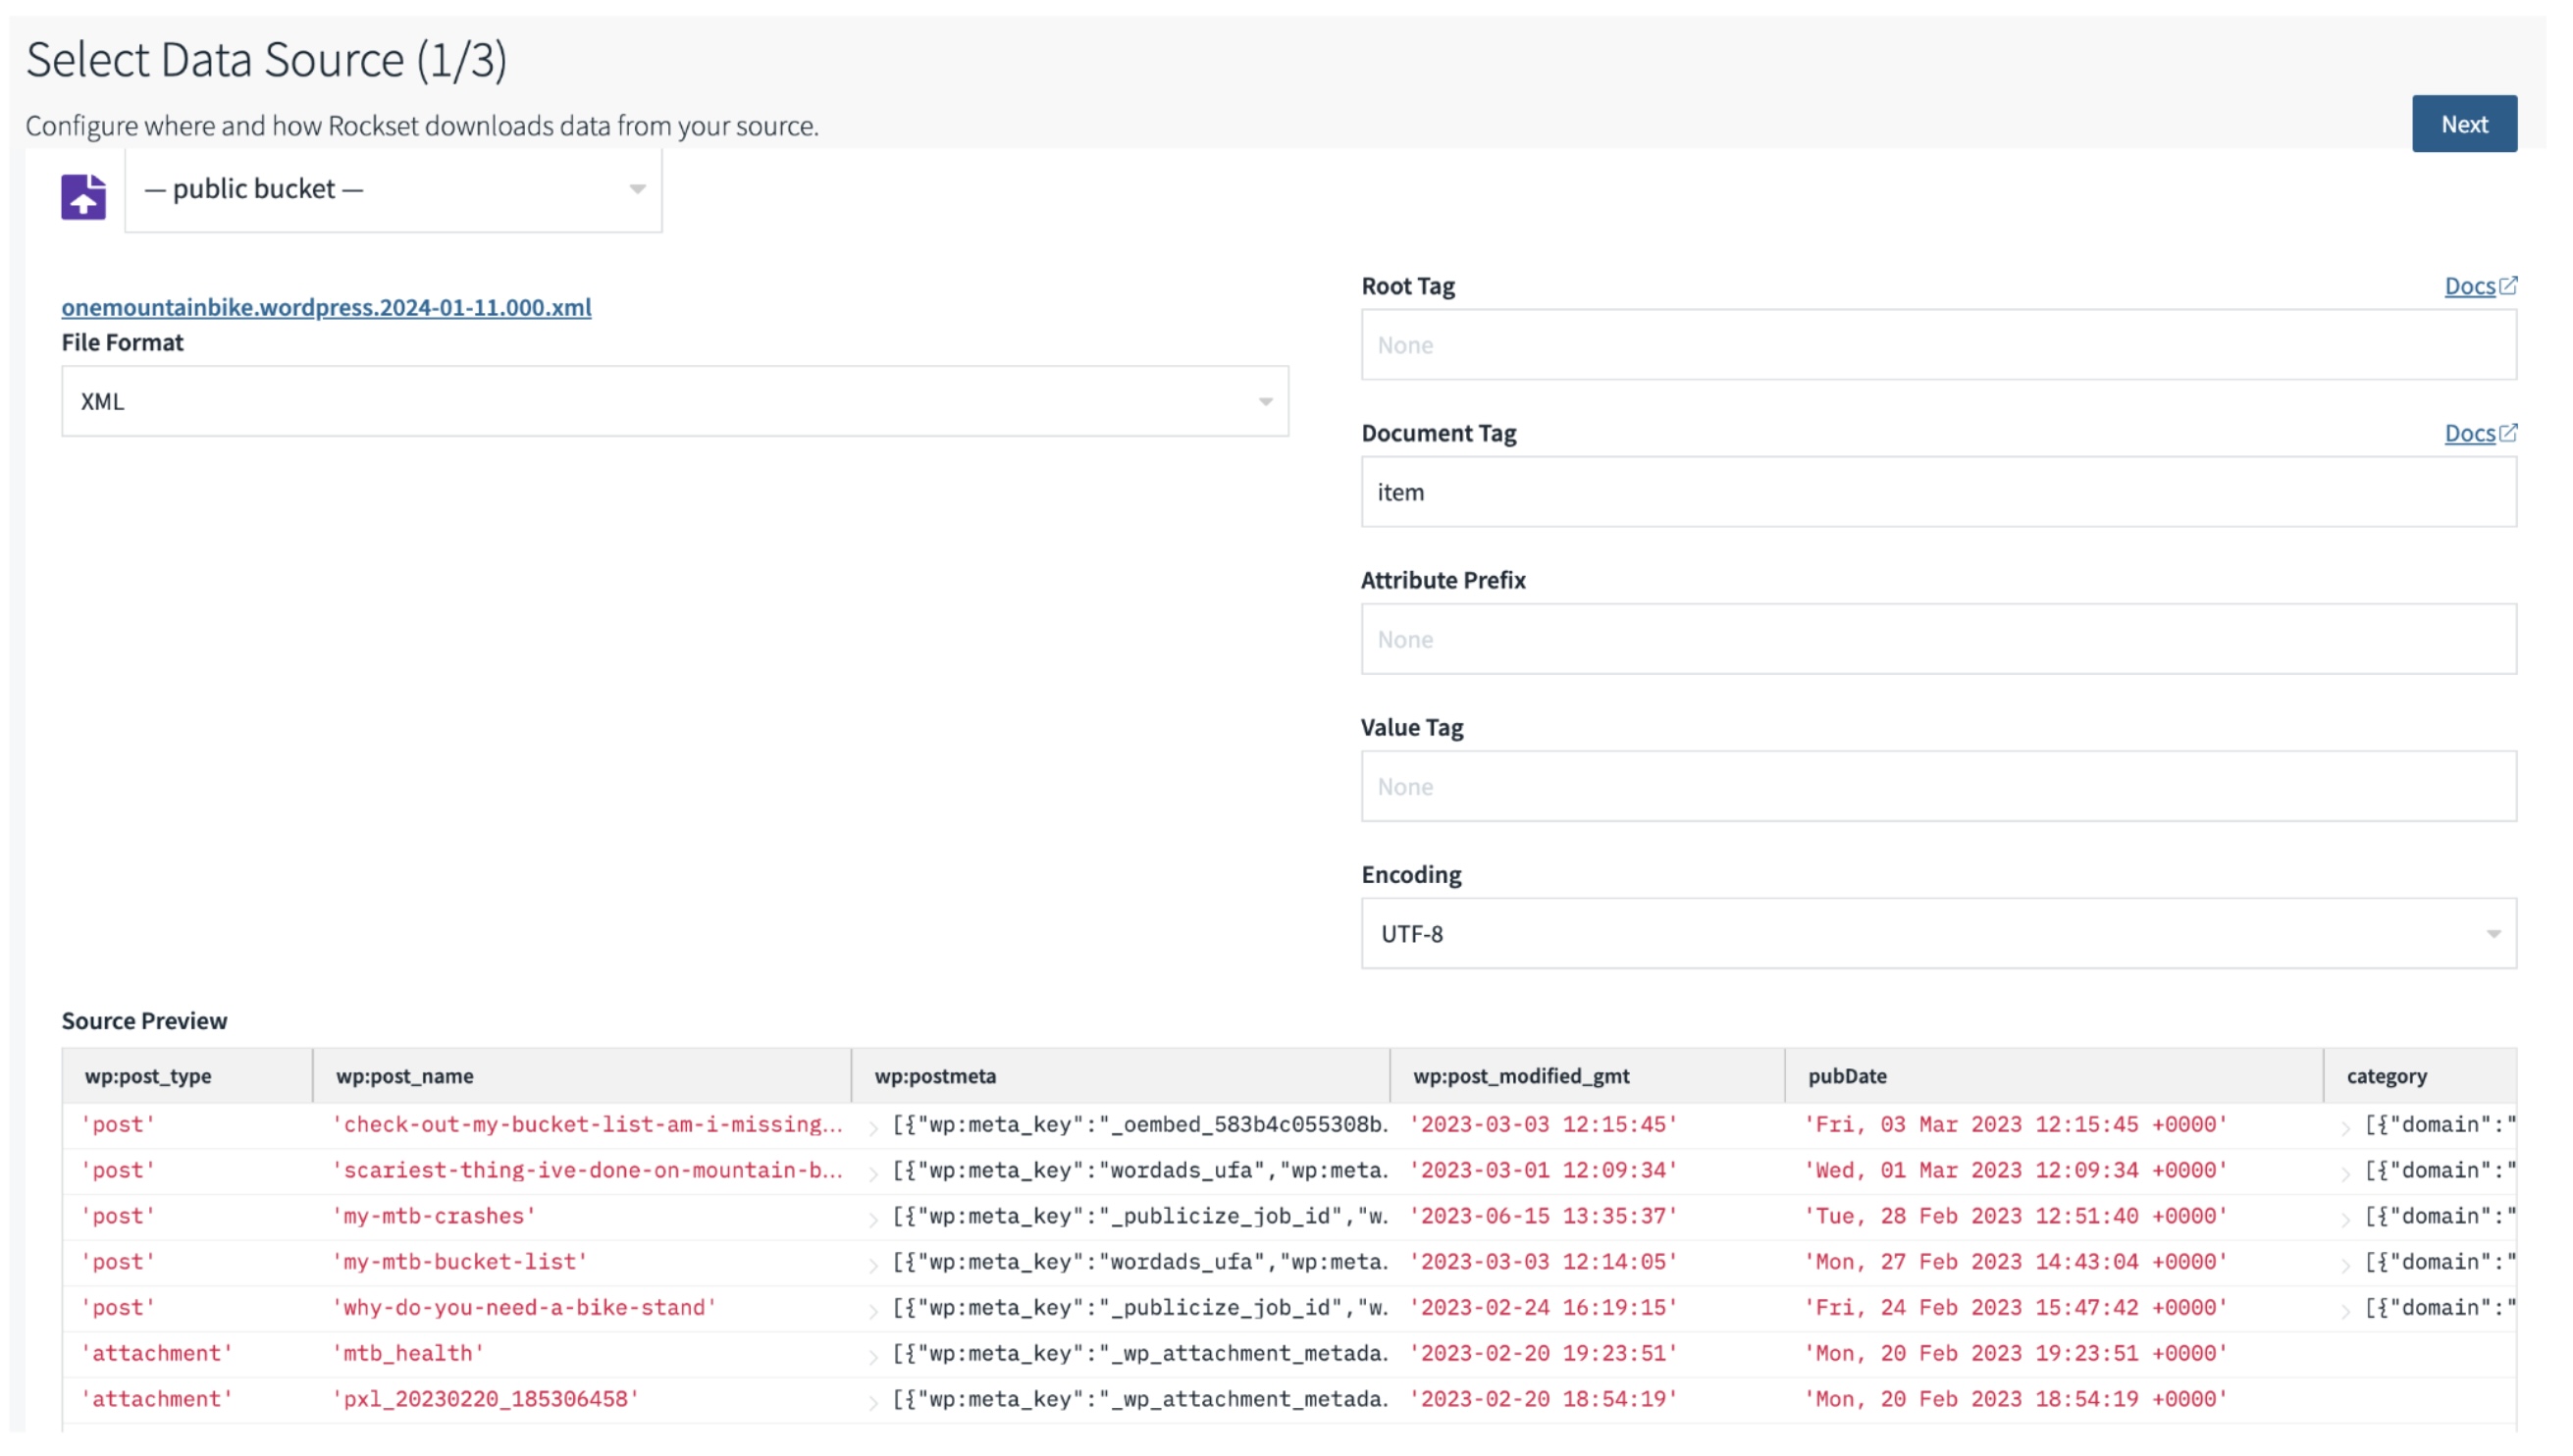 Select Data Source (1/3)
Configure where and how Rockset downloads data from your source.
Next
— public bucket —
onemountainbike.wordpress.2024-01-11.000.xml
File Format
XML
Root Tag Docs
None
Document Tag Docs
item
Attribute Prefix
None
Value Tag
None
Encoding
UTF-8
Source Preview
wp:post_type wp:post_name wp:postmeta wp:post_modified_gmt pubDate category
'post' 'check-out-my-bucket-list-am-i-missing... [{"wp:meta_key":"_oembed_583b4c055308b. '2023-03-03 12:15:45' 'Fri, 03 Mar 2023 12:15:45 +0000' [{"domain":"
'post' 'scariest-thing-ive-done-on-mountain-b... [{"wp:meta_key":"wordads_ufa","wp:meta. '2023-03-01 12:09:34' 'Wed, 01 Mar 2023 12:09:34 +0000' [{"domain":"
'post' 'my-mtb-crashes' [{"wp:meta_key":"_publicize_job_id","w. '2023-06-15 13:35:37' 'Tue, 28 Feb 2023 12:51:40 +0000' [{"domain":"
'post' 'my-mtb-bucket-list' [{"wp:meta_key":"wordads_ufa","wp:meta. '2023-03-03 12:14:05' 'Mon, 27 Feb 2023 14:43:04 +0000' [{"domain":"
'post' 'why-do-you-need-a-bike-stand' [{"wp:meta_key":"_publicize_job_id","w. '2023-02-24 16:19:15' 'Fri, 24 Feb 2023 15:47:42 +0000' [{"domain":"
'attachment' 'mtb_health' [{"wp:meta_key":"_wp_attachment_metada. '2023-02-20 19:23:51' 'Mon, 20 Feb 2023 19:23:51 +0000'
'attachment' 'pxl_20230220_185306458' [{"wp:meta_key":"_wp_attachment_metada. '2023-02-20 18:54:19' 'Mon, 20 Feb 2023 18:54:19 +0000'